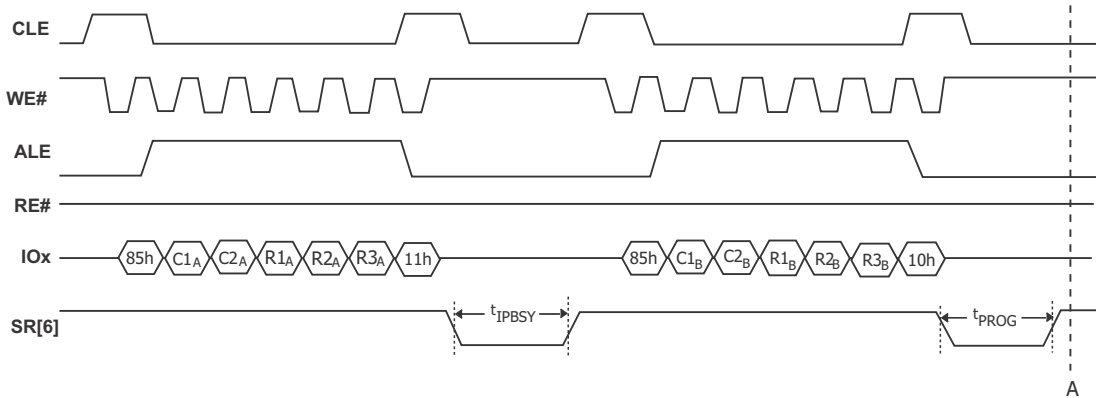 CLE
WE#
ALE
RE#
IOx 85h C1A C2A R1A R2A R3A 11h 85h C1B C2B R1B R2B R3B 10h
SR[6] tIPBSY tPROG
A